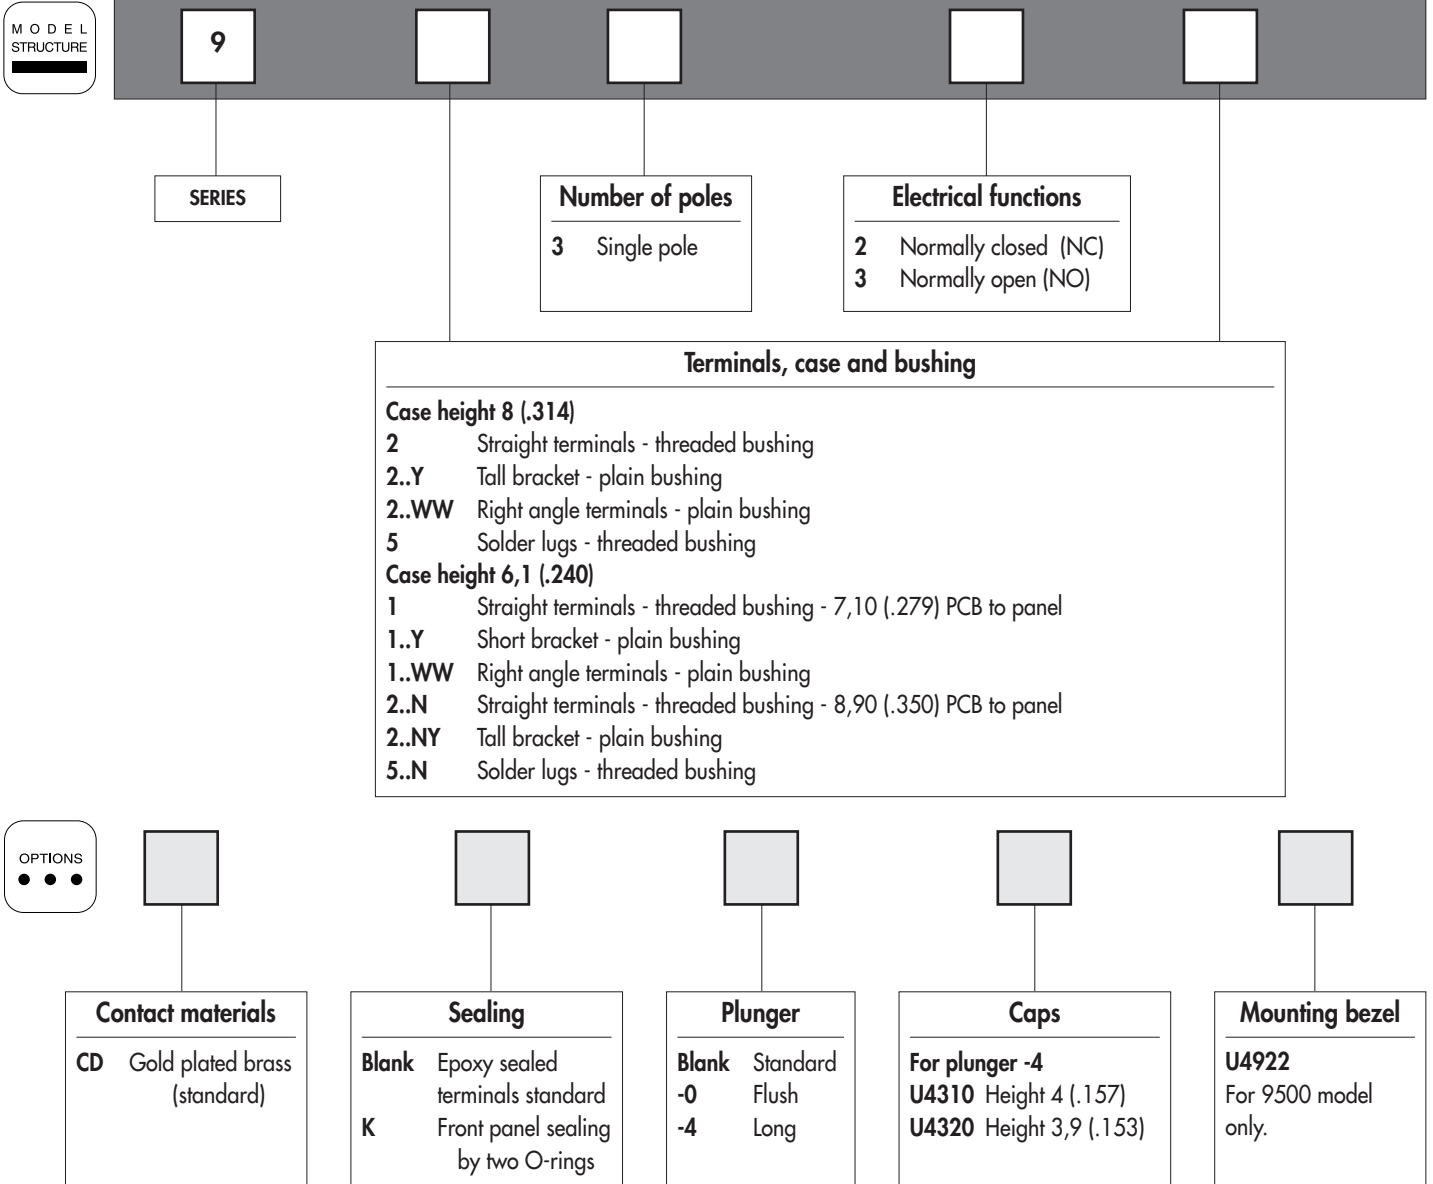 MODEL
STRUCTURE
9
SERIES
Number of poles
3 Single pole
Electrical functions
2 Normally closed (NC)
3 Normally open (NO)
Terminals, case and bushing
Case height 8 (.314)
2 Straight terminals - threaded bushing
2..Y Tall bracket - plain bushing
2..WW Right angle terminals - plain bushing
5 Solder lugs - threaded bushing
Case height 6,1 (.240)
1 Straight terminals - threaded bushing - 7,10 (.279) PCB to panel
1..Y Short bracket - plain bushing
1..WW Right angle terminals - plain bushing
2..N Straight terminals - threaded bushing - 8,90 (.350) PCB to panel
2..NY Tall bracket - plain bushing
5..N Solder lugs - threaded bushing
OPTIONS
Contact materials
CD Gold plated brass
(standard)
Sealing
Blank Epoxy sealed
terminals standard
K Front panel sealing
by two O-rings
Plunger
Blank Standard
-0 Flush
-4 Long
Caps
For plunger -4
U4310 Height 4 (.157)
U4320 Height 3,9 (.153)
Mounting bezel
U4922
For 9500 model
only.